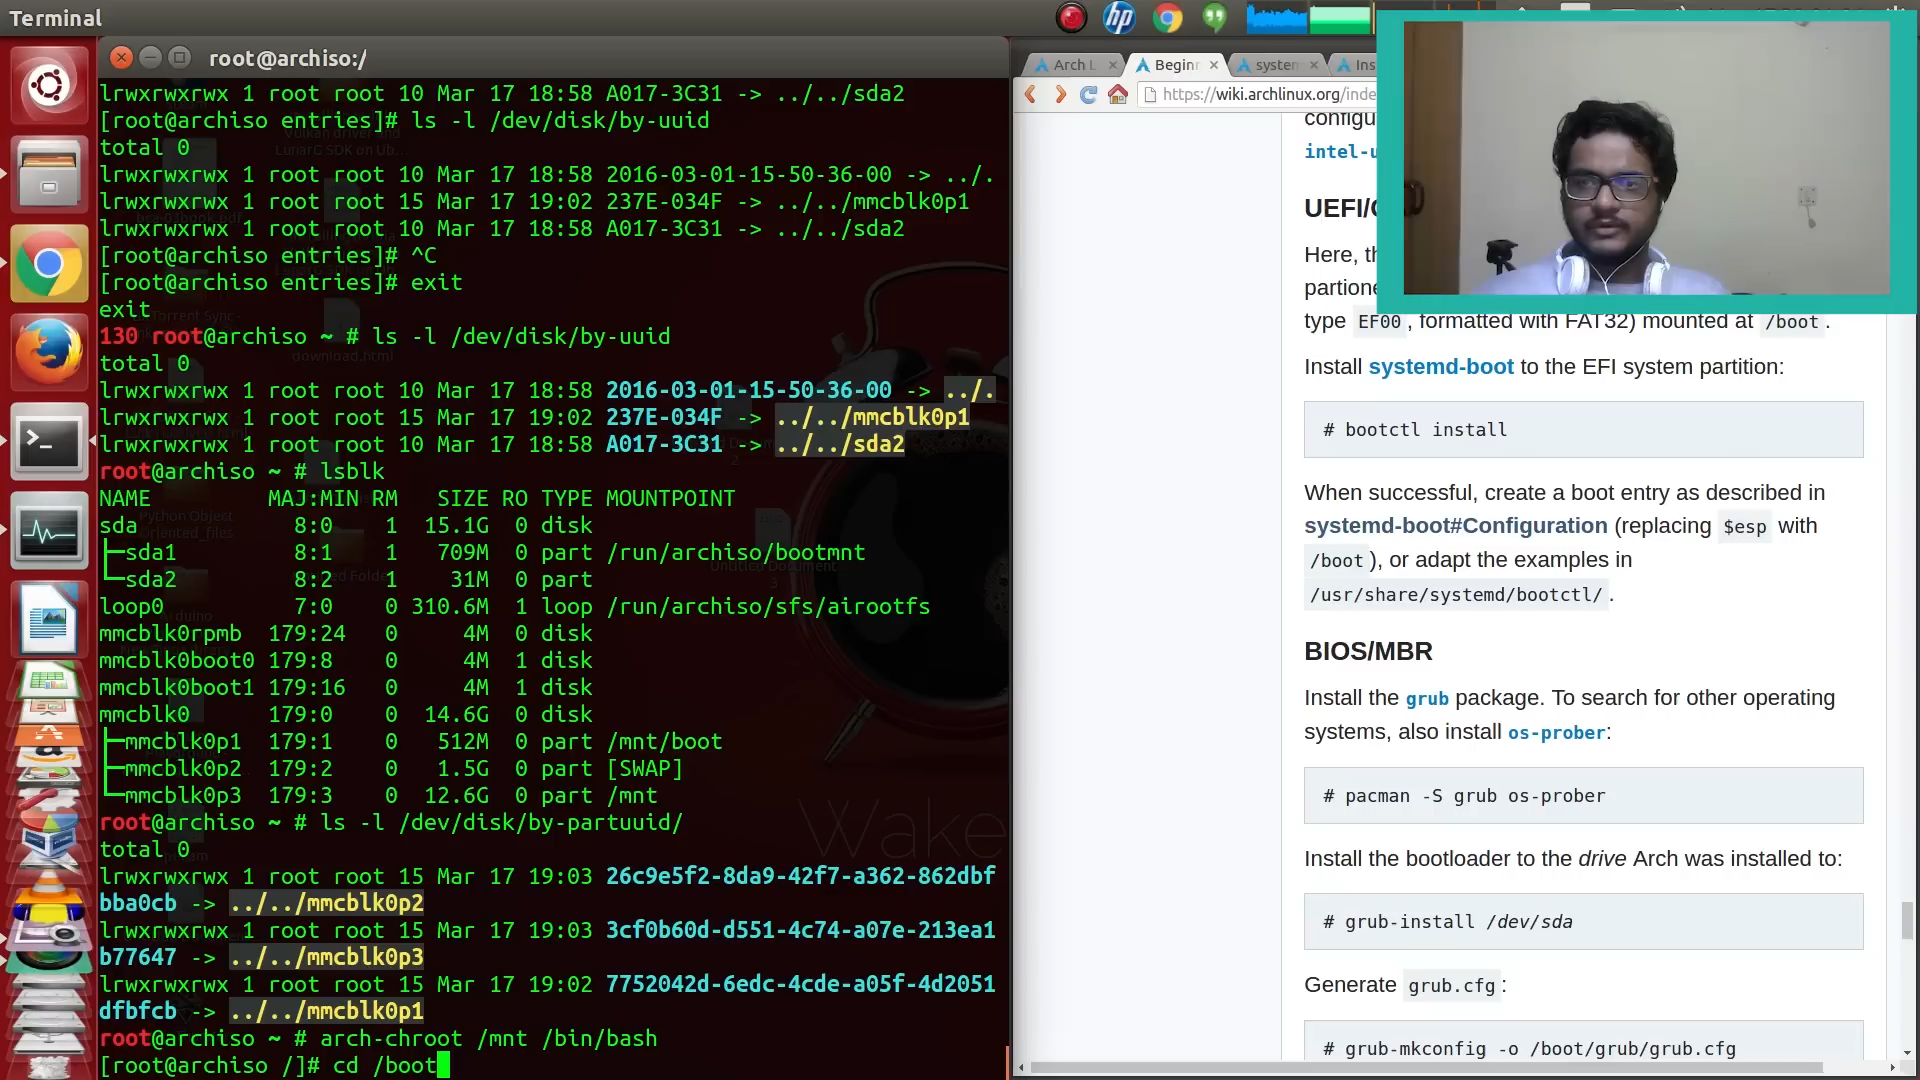 Terminal
root@archiso:/
lrwxrwxrwx 1 root root 10 Mar 17 18:58 A017-3C31 -> ../../sda2
[root@archiso entries]# ls -l /dev/disk/by-uuid
total 0
lrwxrwxrwx 1 root root 10 Mar 17 18:58 2016-03-01-15-50-36-00 -> ../.
lrwxrwxrwx 1 root root 15 Mar 17 19:02 237E-034F -> ../../mmcblk0p1
lrwxrwxrwx 1 root root 10 Mar 17 18:58 A017-3C31 -> ../../sda2
[root@archiso entries]# ^C
[root@archiso entries]# exit
exit
130 root@archiso ~ # ls -l /dev/disk/by-uuid
total 0
lrwxrwxrwx 1 root root 10 Mar 17 18:58 2016-03-01-15-50-36-00 -> ../.
lrwxrwxrwx 1 root root 15 Mar 17 19:02 237E-034F -> ../../mmcblk0p1
lrwxrwxrwx 1 root root 10 Mar 17 18:58 A017-3C31 -> ../../sda2
root@archiso ~ # lsblk
NAME MAJ:MIN RM SIZE RO TYPE MOUNTPOINT
sda 8:0 1 15.1G 0 disk
├─sda1 8:1 1 709M 0 part /run/archiso/bootmnt
└─sda2 8:2 1 31M 0 part
loop0 7:0 0 310.6M 1 loop /run/archiso/sfs/airootfs
mmcblk0rpmb 179:24 0 4M 0 disk
mmcblk0boot0 179:8 0 4M 1 disk
mmcblk0boot1 179:16 0 4M 1 disk
mmcblk0 179:0 0 14.6G 0 disk
├─mmcblk0p1 179:1 0 512M 0 part /mnt/boot
├─mmcblk0p2 179:2 0 1.5G 0 part [SWAP]
└─mmcblk0p3 179:3 0 12.6G 0 part /mnt
root@archiso ~ # ls -l /dev/disk/by-partuuid/
total 0
lrwxrwxrwx 1 root root 15 Mar 17 19:03 26c9e5f2-8da9-42f7-a362-862dbf
bba0cb -> ../../mmcblk0p2
lrwxrwxrwx 1 root root 15 Mar 17 19:03 3cf0b60d-d551-4c74-a07e-213ea1
b77647 -> ../../mmcblk0p3
lrwxrwxrwx 1 root root 15 Mar 17 19:02 7752042d-6edc-4cde-a05f-4d2051
dfbfcb -> ../../mmcblk0p1
root@archiso ~ # arch-chroot /mnt /bin/bash
[root@archiso /]# cd /boot
Wake
Arch L
Beginn
system
Ins
https://wiki.archlinux.org/inde
configu
intel-u
UEFI/
Here, th
partione
type EF00, formatted with FAT32) mounted at /boot.
Install systemd-boot to the EFI system partition:
# bootctl install
When successful, create a boot entry as described in
systemd-boot#Configuration (replacing $esp with
/boot), or adapt the examples in
/usr/share/systemd/bootctl/.
BIOS/MBR
Install the grub package. To search for other operating
systems, also install os-prober:
# pacman -S grub os-prober
Install the bootloader to the drive Arch was installed to:
# grub-install /dev/sda
Generate grub.cfg:
# grub-mkconfig -o /boot/grub/grub.cfg